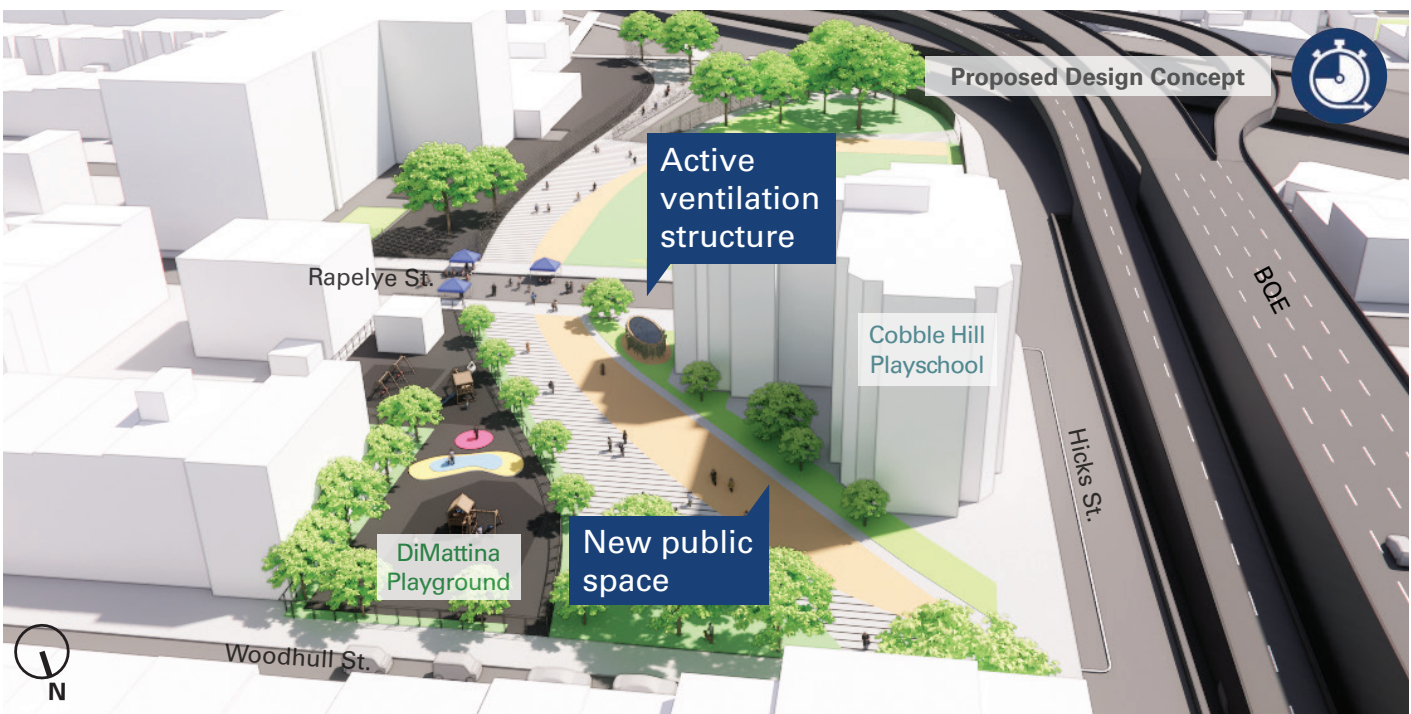 Proposed Design Concept
Active
ventilation
structure
Rapelye St.
BQE
Cobble Hill
Playschool
Hicks St.
New public
space
DiMattina
Playground
Woodhull St.
N